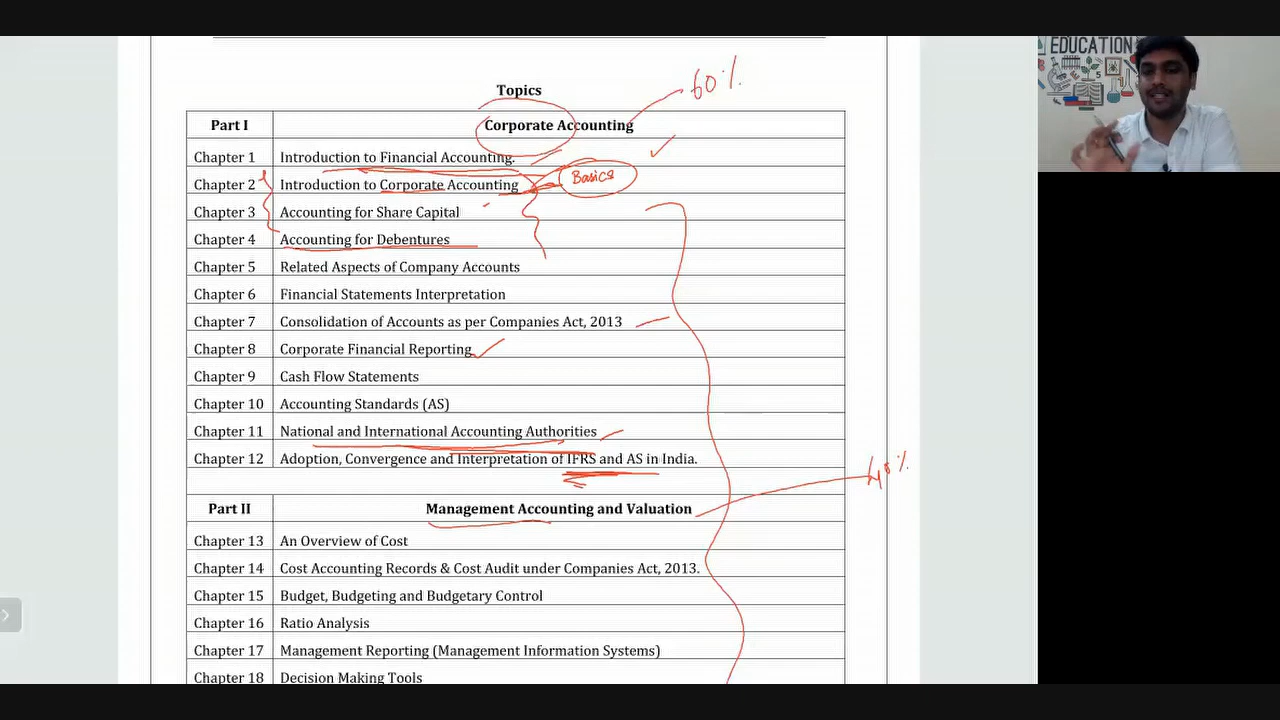 EDUCATION
Topics
60%
Part I Corporate Accounting
Chapter 1 Introduction to Financial Accounting.
Chapter 2 Introduction to Corporate Accounting Basics
Chapter 3 Accounting for Share Capital
Chapter 4 Accounting for Debentures
Chapter 5 Related Aspects of Company Accounts
Chapter 6 Financial Statements Interpretation
Chapter 7 Consolidation of Accounts as per Companies Act, 2013
Chapter 8 Corporate Financial Reporting
Chapter 9 Cash Flow Statements
Chapter 10 Accounting Standards (AS)
Chapter 11 National and International Accounting Authorities
Chapter 12 Adoption, Convergence and Interpretation of IFRS and AS in India.
40%
Part II Management Accounting and Valuation
Chapter 13 An Overview of Cost
Chapter 14 Cost Accounting Records & Cost Audit under Companies Act, 2013.
Chapter 15 Budget, Budgeting and Budgetary Control
Chapter 16 Ratio Analysis
Chapter 17 Management Reporting (Management Information Systems)
Chapter 18 Decision Making Tools